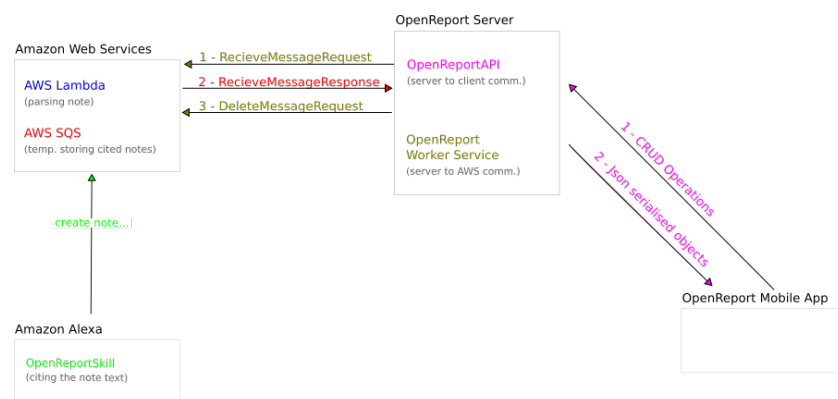 OpenReport Server
Amazon Web Services
1 - RecieveMessageRequest
OpenReportAPI
(server to client comm.)
AWS Lambda
(parsing note)
2 - RecieveMessageResponse
3 - DeleteMessageRequest
AWS SQS
(temp. storing cited notes)
OpenReport
Worker Service
(server to AWS comm.)
1 - CRUD Operations
2 - Json serialised objects
create note...
OpenReport Mobile App
Amazon Alexa
OpenReportSkill
(citing the note text)